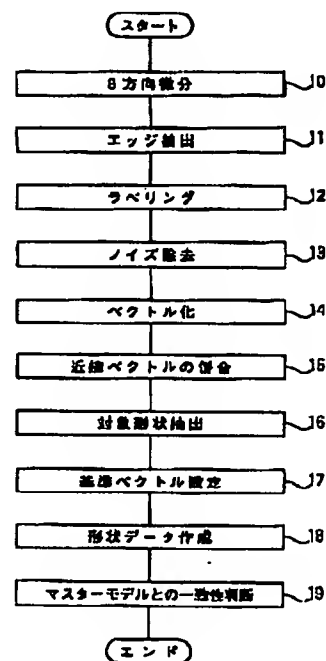 スタート
8方向微分 10
エッジ抽出 11
ラベリング 12
ノイズ除去 13
ベクトル化 14
近接ベクトルの併合 15
対象形状抽出 16
基準ベクトル設定 17
形状データ作成 18
マスターモデルとの一致性判断 19
エンド